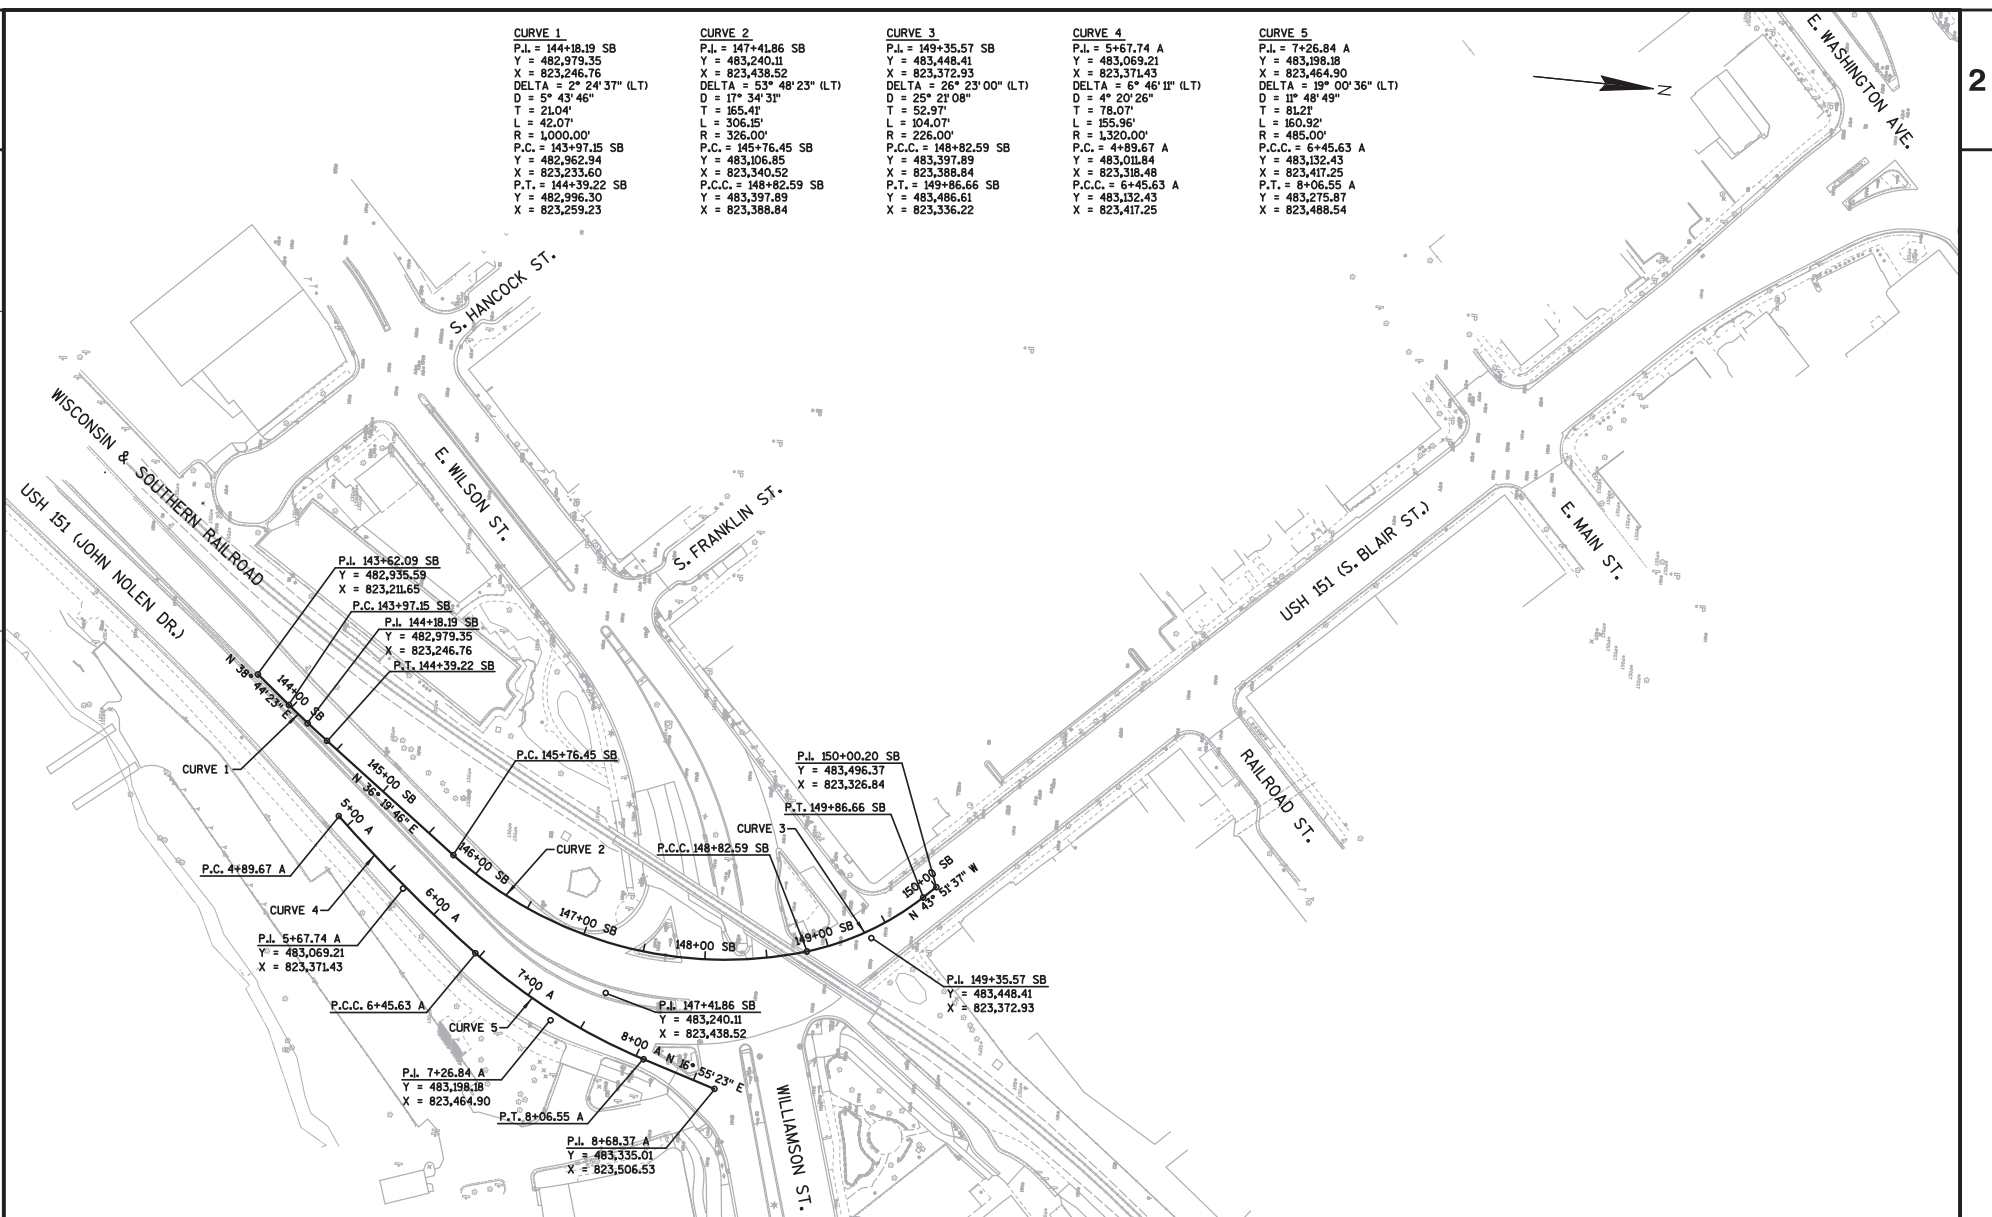 CURVE 1
P.I. = 144+18.19 SB
Y = 482,979.35
X = 823,246.76
DELTA = 2° 24' 37" (LT)
D = 5° 43' 46"
T = 21.04'
L = 42.07'
R = 1,000.00'
P.C. = 143+97.15 SB
Y = 482,962.94
X = 823,233.60
P.T. = 144+39.22 SB
Y = 482,996.30
X = 823,259.23
CURVE 2
P.I. = 147+41.86 SB
Y = 483,240.11
X = 823,438.52
DELTA = 53° 48' 23" (LT)
D = 17° 34' 31"
T = 165.41'
L = 306.15'
R = 326.00'
P.C. = 145+76.45 SB
Y = 483,106.85
X = 823,340.52
P.C.C. = 148+82.59 SB
Y = 483,397.89
X = 823,388.84
CURVE 3
P.I. = 149+35.57 SB
Y = 483,448.41
X = 823,372.93
DELTA = 26° 23' 00" (LT)
D = 25° 21' 08"
T = 52.97'
L = 104.07'
R = 226.00'
P.C.C. = 148+82.59 SB
Y = 483,397.89
X = 823,388.84
P.T. = 149+86.66 SB
Y = 483,486.61
X = 823,336.22
CURVE 4
P.I. = 5+67.74 A
Y = 483,069.21
X = 823,371.43
DELTA = 6° 46' 11" (LT)
D = 4° 20' 26"
T = 78.07'
L = 155.96'
R = 1,320.00'
P.C. = 4+89.67 A
Y = 483,011.84
X = 823,318.48
P.C.C. = 6+45.63 A
Y = 483,132.43
X = 823,417.25
CURVE 5
P.I. = 7+26.84 A
Y = 483,198.18
X = 823,464.90
DELTA = 19° 00' 36" (LT)
D = 11° 48' 49"
T = 81.21'
L = 160.92'
R = 485.00'
P.C.C. = 6+45.63 A
Y = 483,132.43
X = 823,417.25
P.T. = 8+06.55 A
Y = 483,275.87
X = 823,488.54
N
2
E. WASHINGTON AVE.
S. HANCOCK ST.
WISCONSIN & SOUTHERN RAILROAD
USH 151 (JOHN NOLEN DR.)
E. WILSON ST.
S. FRANKLIN ST.
USH 151 (S. BLAIR ST.)
E. MAIN ST.
RAILROAD ST.
WILLIAMSON ST.
P.I. 143+62.09 SB
Y = 482,935.59
X = 823,211.65
P.C. 143+97.15 SB
P.I. 144+18.19 SB
Y = 482,979.35
X = 823,246.76
P.T. 144+39.22 SB
N 38° 44' 23" E
144+00 SB
CURVE 1
145+00 SB
N 36° 19' 46" E
P.C. 145+76.45 SB
146+00 SB
CURVE 2
147+00 SB
148+00 SB
P.C.C. 148+82.59 SB
149+00 SB
CURVE 3
P.T. 149+86.66 SB
P.I. 150+00.20 SB
Y = 483,496.37
X = 823,326.84
150+00 SB
N 43° 51' 37" W
P.I. 149+35.57 SB
Y = 483,448.41
X = 823,372.93
5+00 A
P.C. 4+89.67 A
CURVE 4
6+00 A
P.I. 5+67.74 A
Y = 483,069.21
X = 823,371.43
P.C.C. 6+45.63 A
7+00 A
CURVE 5
P.I. 147+41.86 SB
Y = 483,240.11
X = 823,438.52
8+00 A
N 16° 55' 23" E
P.I. 7+26.84 A
Y = 483,198.18
X = 823,464.90
P.T. 8+06.55 A
P.I. 8+68.37 A
Y = 483,335.01
X = 823,506.53